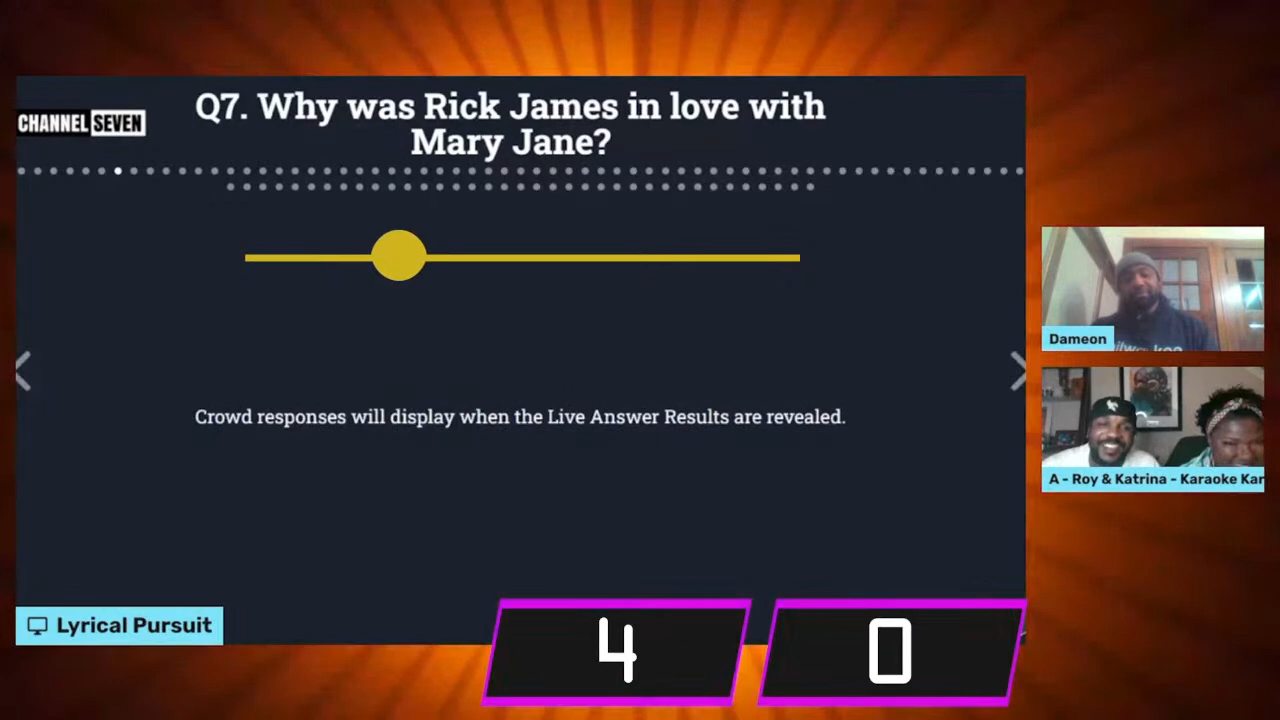 CHANNEL SEVEN
Q7. Why was Rick James in love with
Mary Jane?
Crowd responses will display when the Live Answer Results are revealed.
Dameon
A - Roy & Katrina - Karaoke Kar
Lyrical Pursuit
4
0